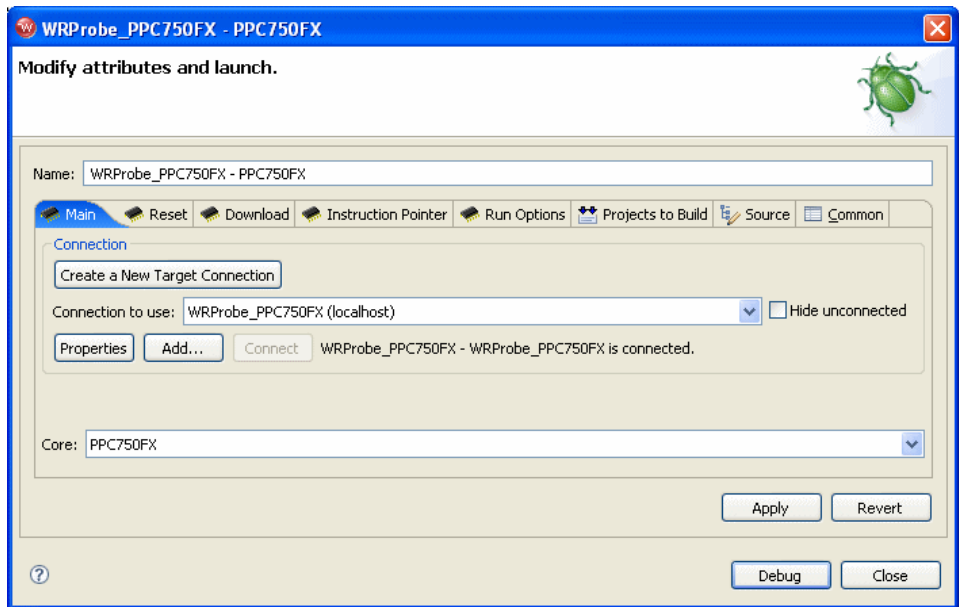 WRProbe_PPC750FX - PPC750FX
Modify attributes and launch.
Name: WRProbe_PPC750FX - PPC750FX
Main Reset Download Instruction Pointer Run Options Projects to Build Source Common
Connection
Create a New Target Connection
Connection to use: WRProbe_PPC750FX (localhost) Hide unconnected
Properties Add... Connect WRProbe_PPC750FX - WRProbe_PPC750FX is connected.
Core: PPC750FX
Apply Revert
? Debug Close